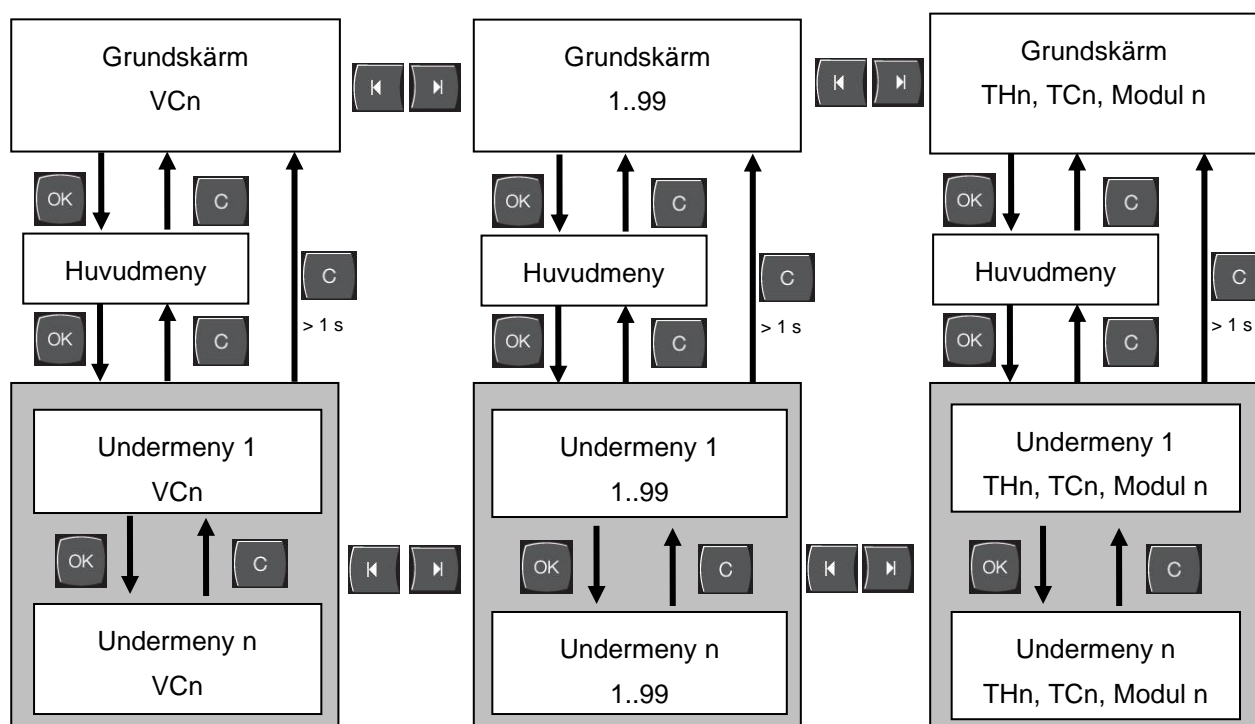 Grundskärm
VCn
Grundskärm
1..99
Grundskärm
THn, TCn, Modul n
OK
C
OK
C
OK
C
Huvudmeny
C
Huvudmeny
C
Huvudmeny
C
OK
C
> 1 s
OK
C
> 1 s
OK
C
> 1 s
Undermeny 1
VCn
Undermeny 1
1..99
Undermeny 1
THn, TCn, Modul n
OK
C
OK
C
OK
C
Undermeny n
VCn
Undermeny n
1..99
Undermeny n
THn, TCn, Modul n